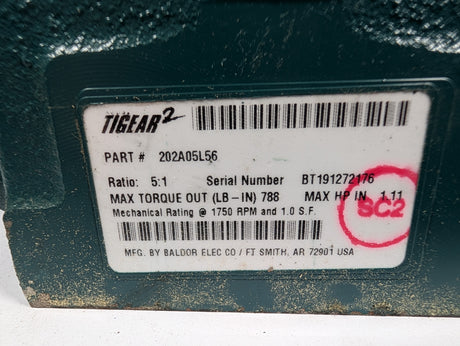 TIGEAR2
PART # 202A05L56
Ratio: 5:1 Serial Number BT191272176
MAX TORQUE OUT (LB-IN) 788 MAX HP IN 1.11
SC2
Mechanical Rating @ 1750 RPM and 1.0 S.F.
MFG. BY BALDOR ELEC CO / FT SMITH, AR 72901 USA